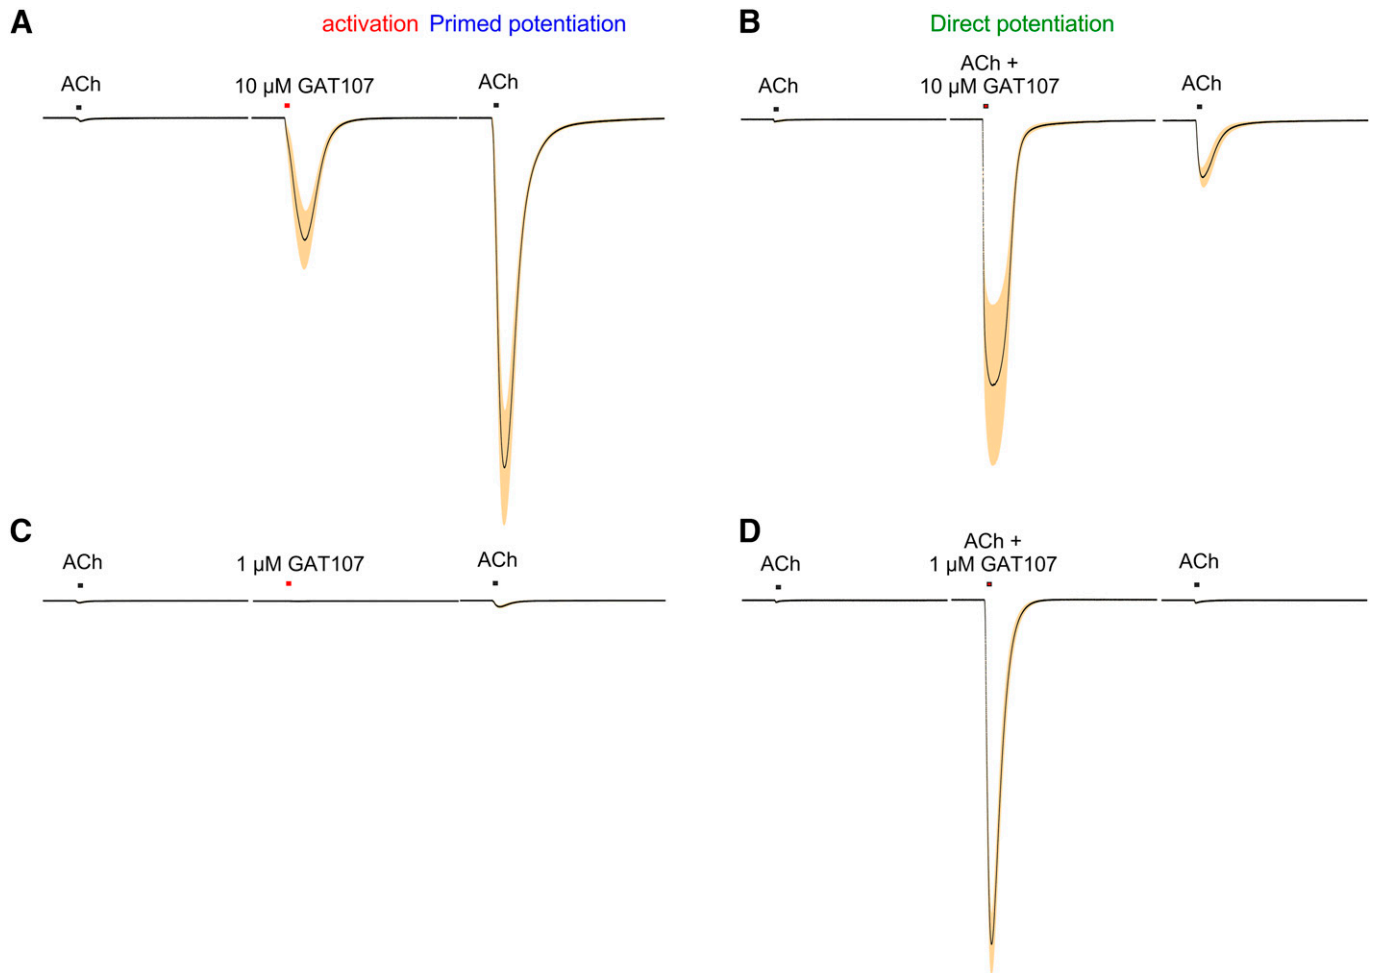 A
activation Primed potentiation
ACh
10 µM GAT107
ACh
B
Direct potentiation
ACh
ACh +
10 µM GAT107
ACh
C
ACh
1 µM GAT107
ACh
D
ACh
ACh +
1 µM GAT107
ACh